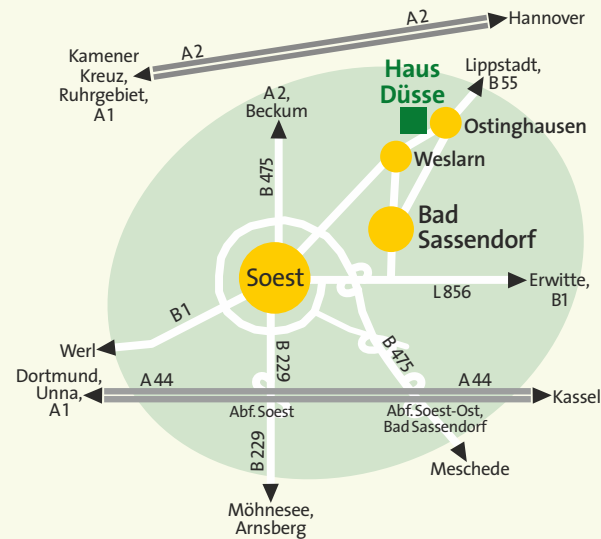 A 2
Hannover
A 2
Kamener
Kreuz,
Ruhrgebiet,
A 1
Haus
Düsse
Lippstadt,
B 55
A 2,
Beckum
Ostinghausen
Weslarn
B 475
Bad
Sassendorf
Soest
L 856
Erwitte,
B1
B1
B 229
B 475
Werl
Dortmund,
Unna,
A 1
A 44
A 44
Kassel
Abf. Soest
Abf. Soest-Ost,
Bad Sassendorf
B 229
Meschede
Möhnesee,
Arnsberg